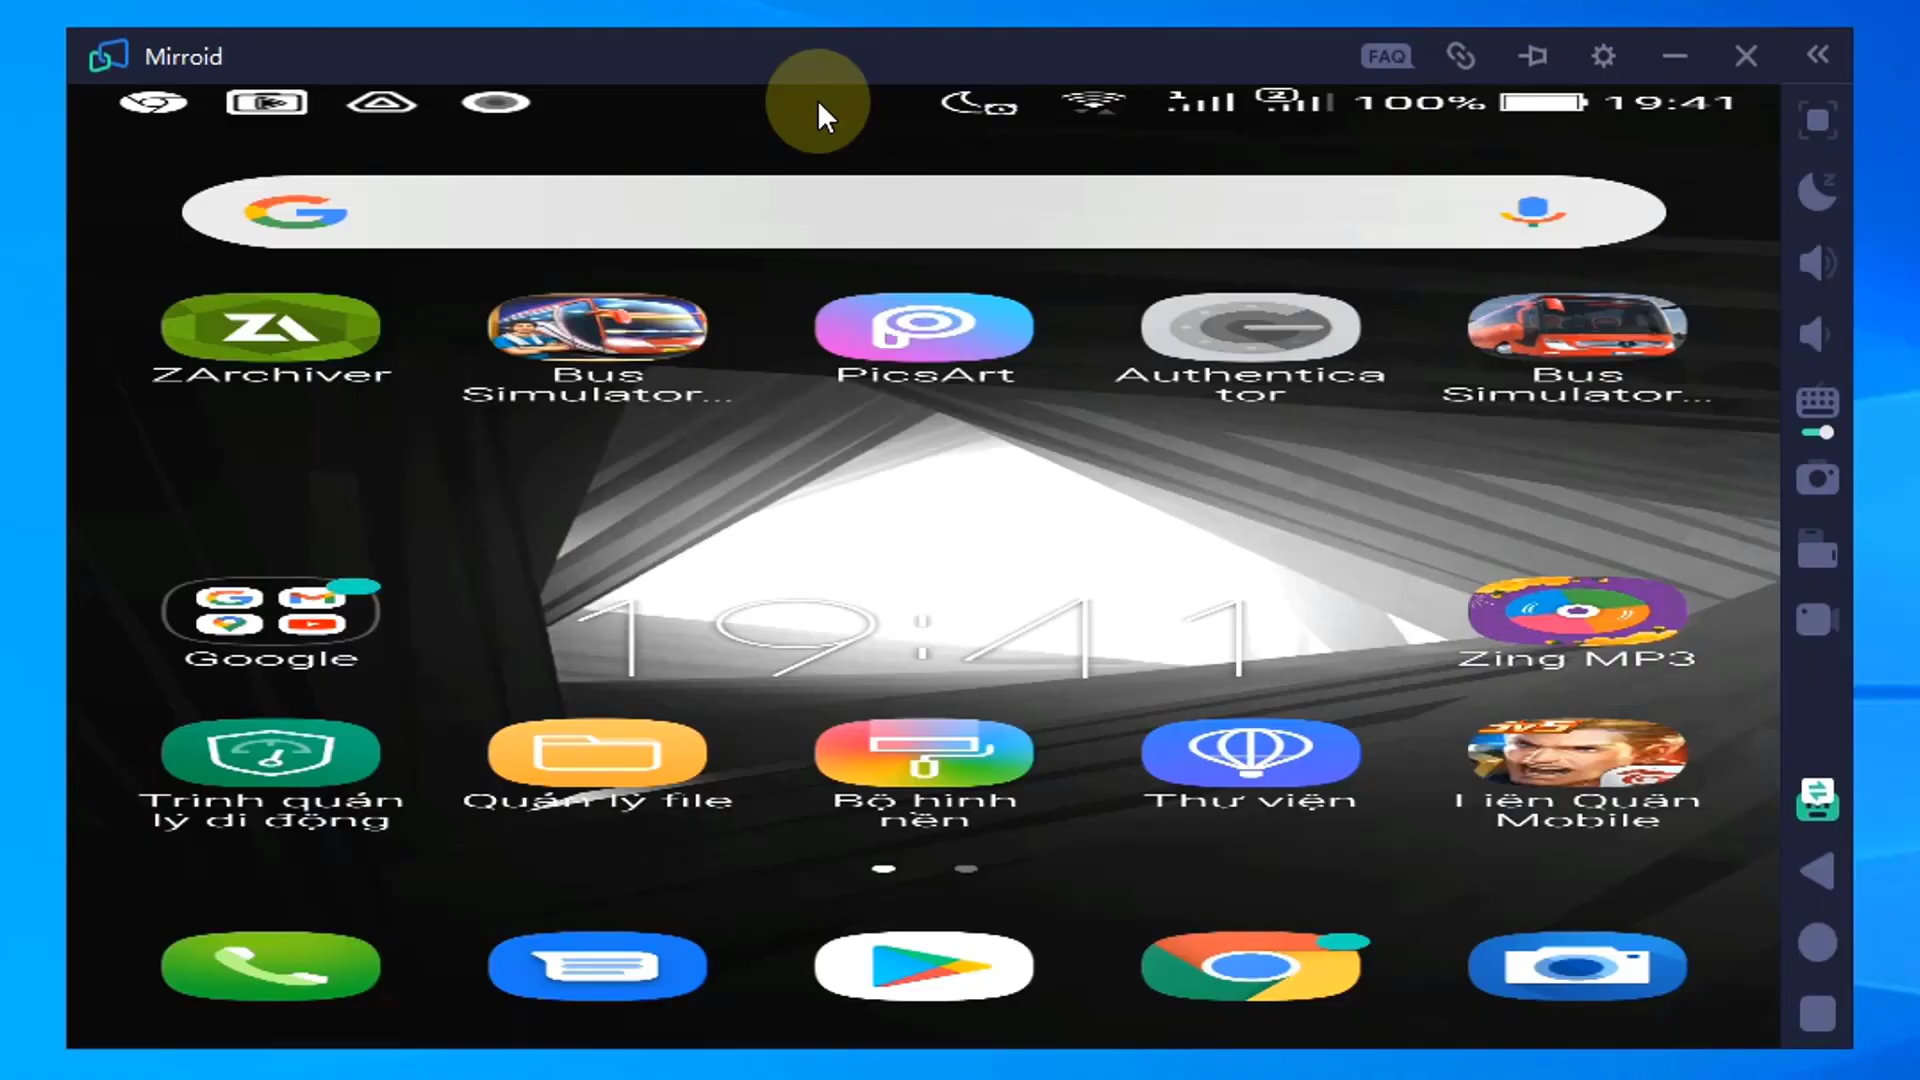 Mirroid
FAQ
2
100% 19:41
ZArchiver
Bus
Simulator...
PicsArt
Authentica
tor
Bus
Simulator...
19:41
Google
Zing MP3
Trình quản
lý di động
Quản lý file
Bộ hình
nền
Thư viện
Liên Quân
Mobile